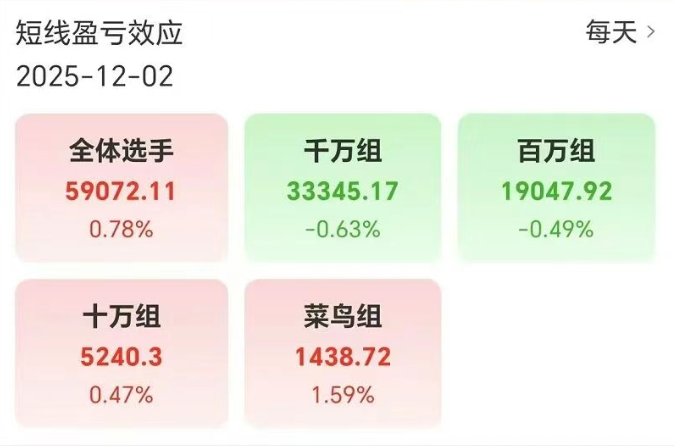 短线盈亏效应
每天 >
2025-12-02
全体选手
59072.11
0.78%
千万组
33345.17
-0.63%
百万组
19047.92
-0.49%
十万组
5240.3
0.47%
菜鸟组
1438.72
1.59%